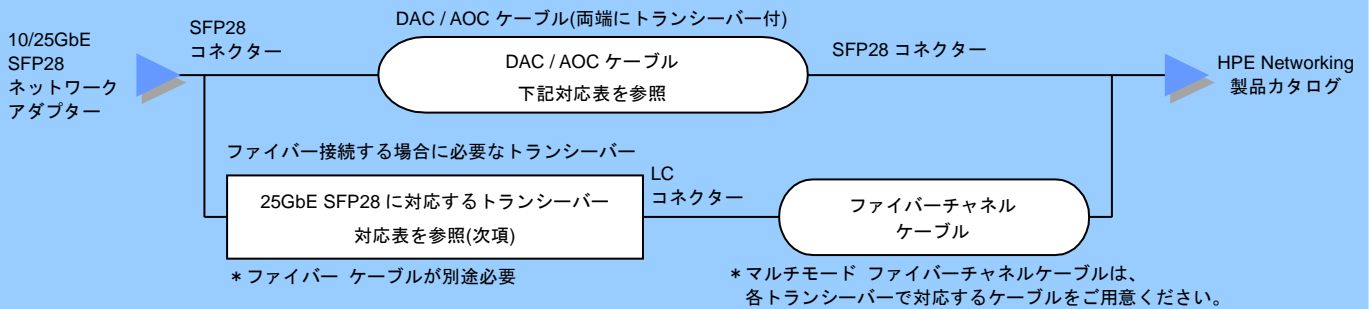 10/25GbE
SFP28
ネットワーク
アダプター
SFP28
コネクター
DAC / AOC ケーブル(両端にトランシーバー付)
DAC / AOC ケーブル
下記対応表を参照
SFP28 コネクター
HPE Networking
製品カタログ
ファイバー接続する場合に必要なトランシーバー
25GbE SFP28 に対応するトランシーバー
対応表を参照(次項)
LC
コネクター
ファイバーチャネル
ケーブル
*ファイバー ケーブルが別途必要
*マルチモード ファイバーチャネルケーブルは、
各トランシーバーで対応するケーブルをご用意ください。